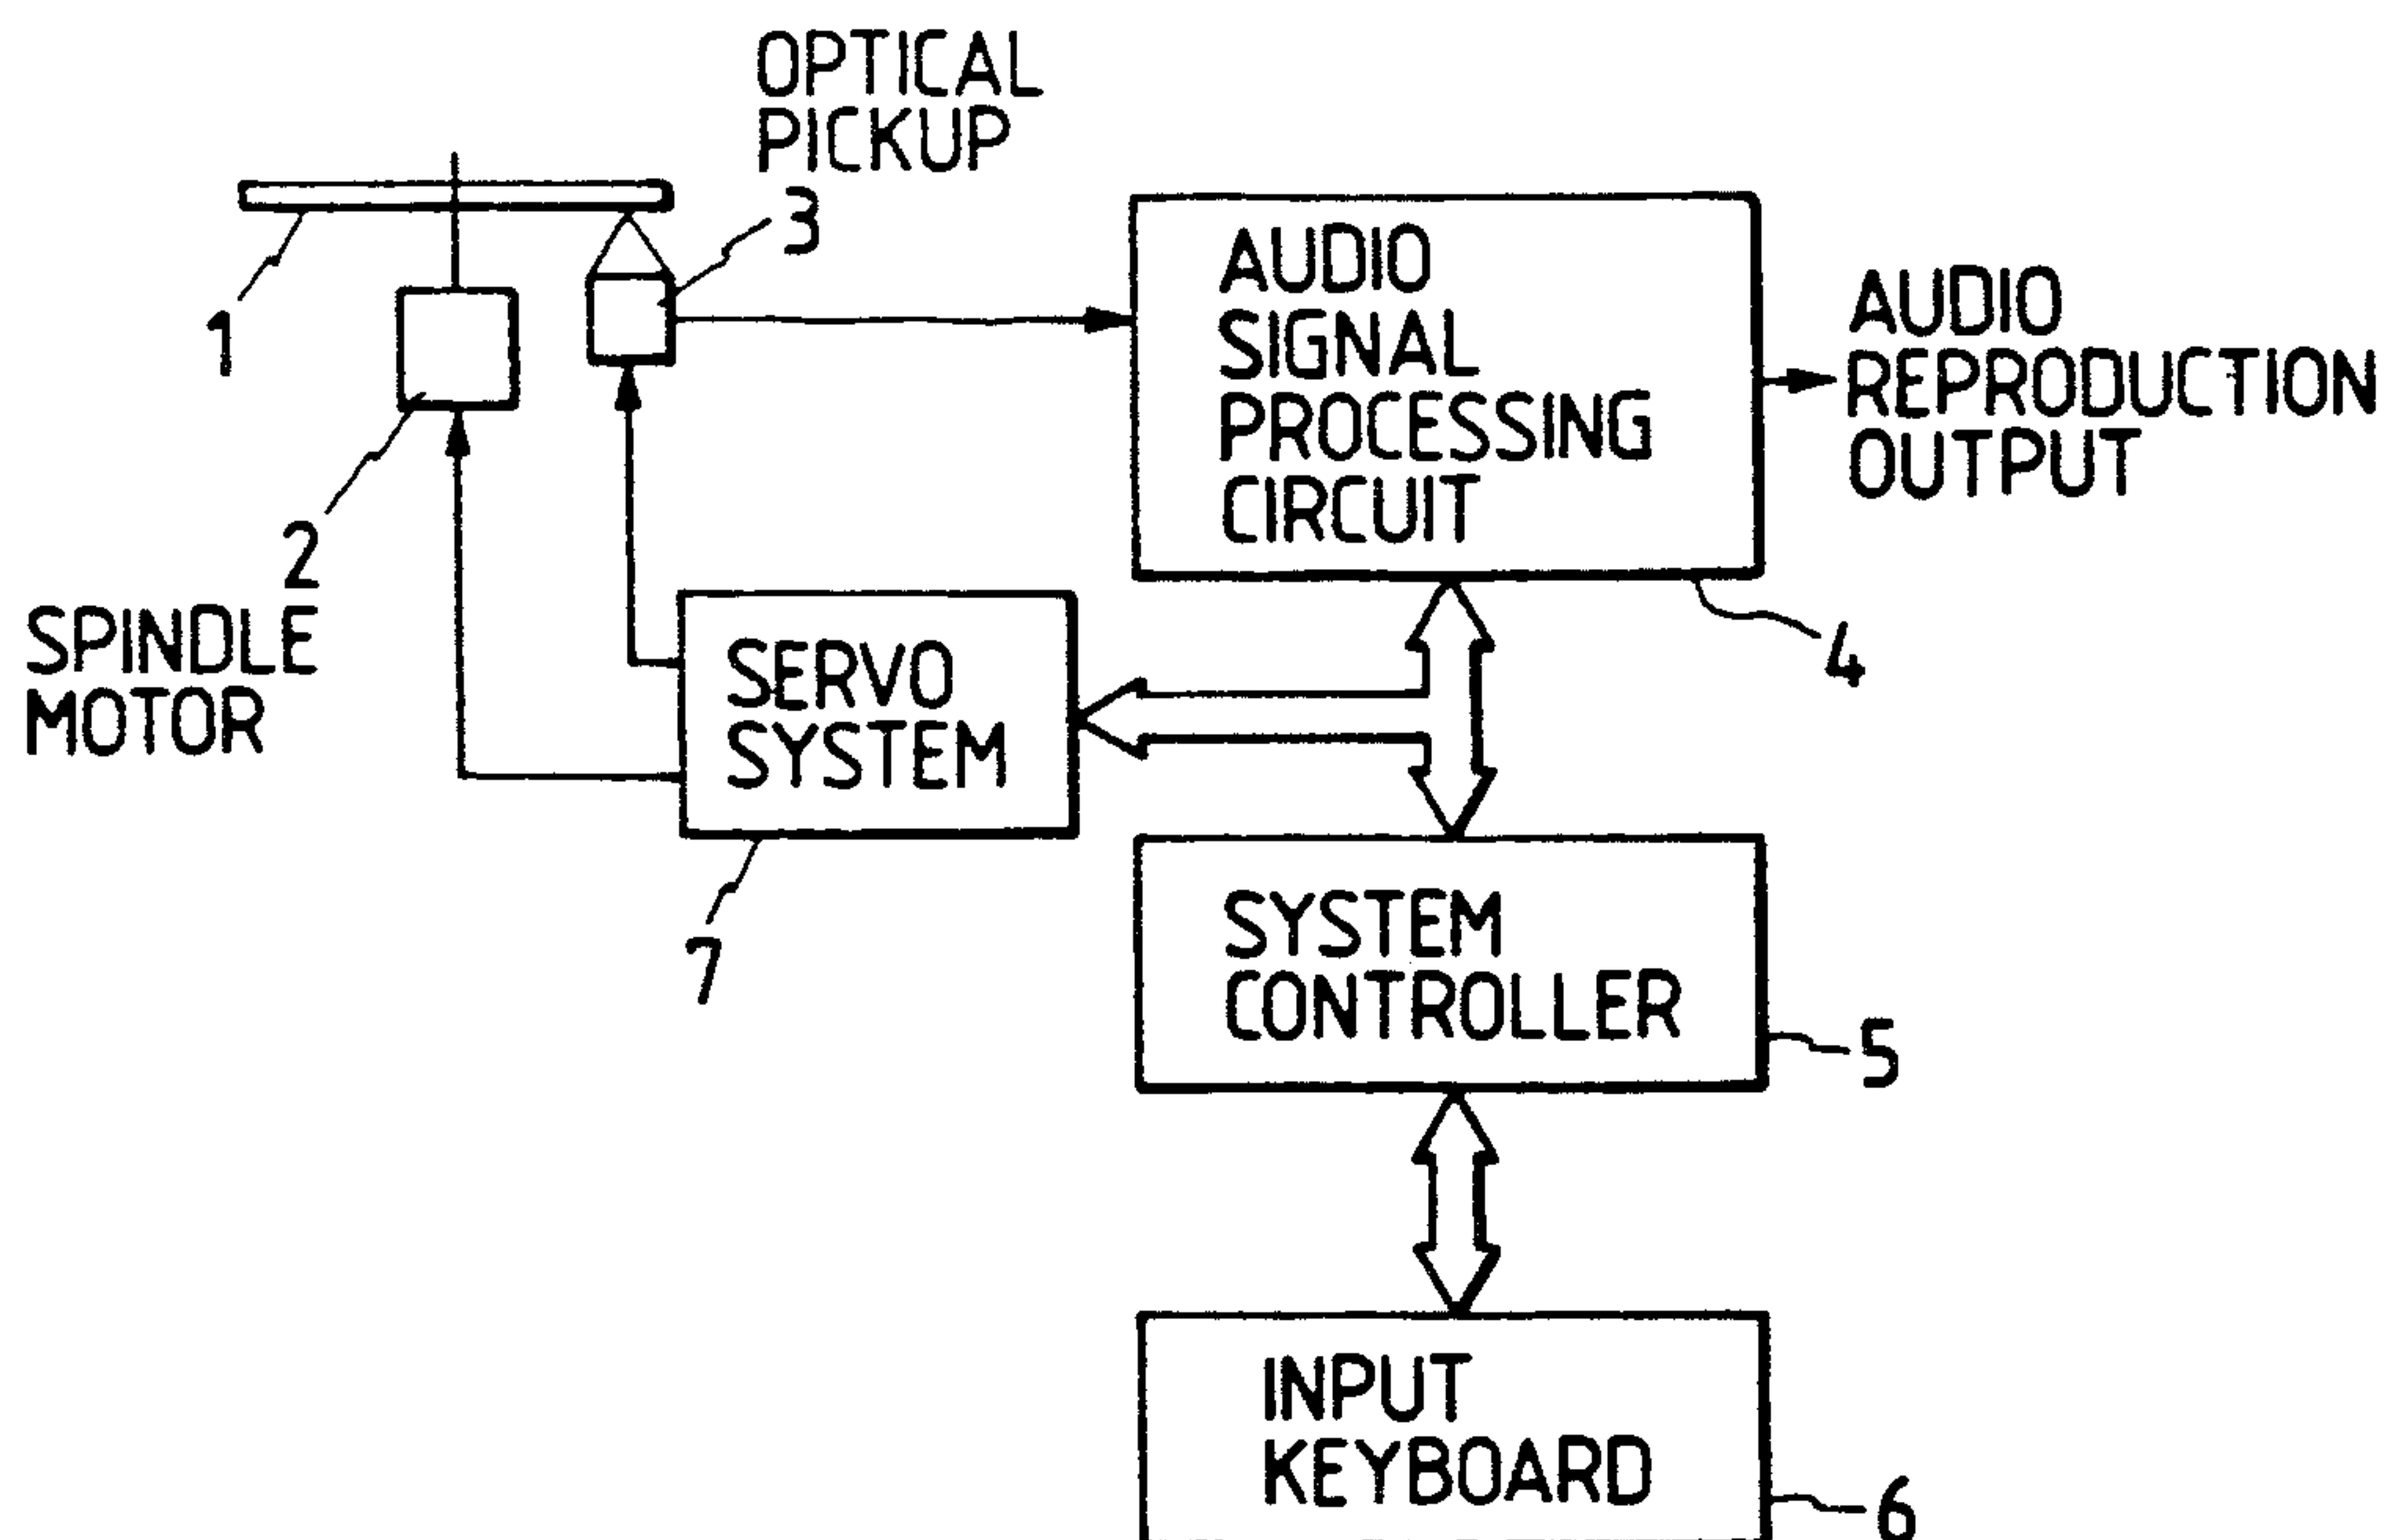 OPTICAL
PICKUP
3
1
2
SPINDLE
MOTOR
AUDIO
SIGNAL
PROCESSING
CIRCUIT
4
AUDIO
REPRODUCTION
OUTPUT
SERVO
SYSTEM
7
SYSTEM
CONTROLLER
5
INPUT
KEYBOARD
6